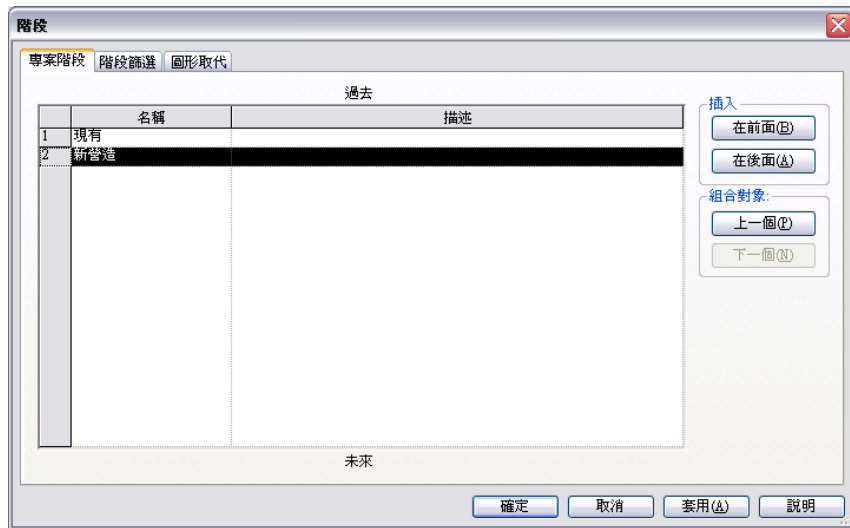 階段
專案階段 階段篩選 圖形取代
過去
名稱 描述
1 現有
2 新營造
未來
插入
在前面(B)
在後面(A)
組合對象:
上一個(P)
下一個(N)
確定 取消 套用(A) 說明